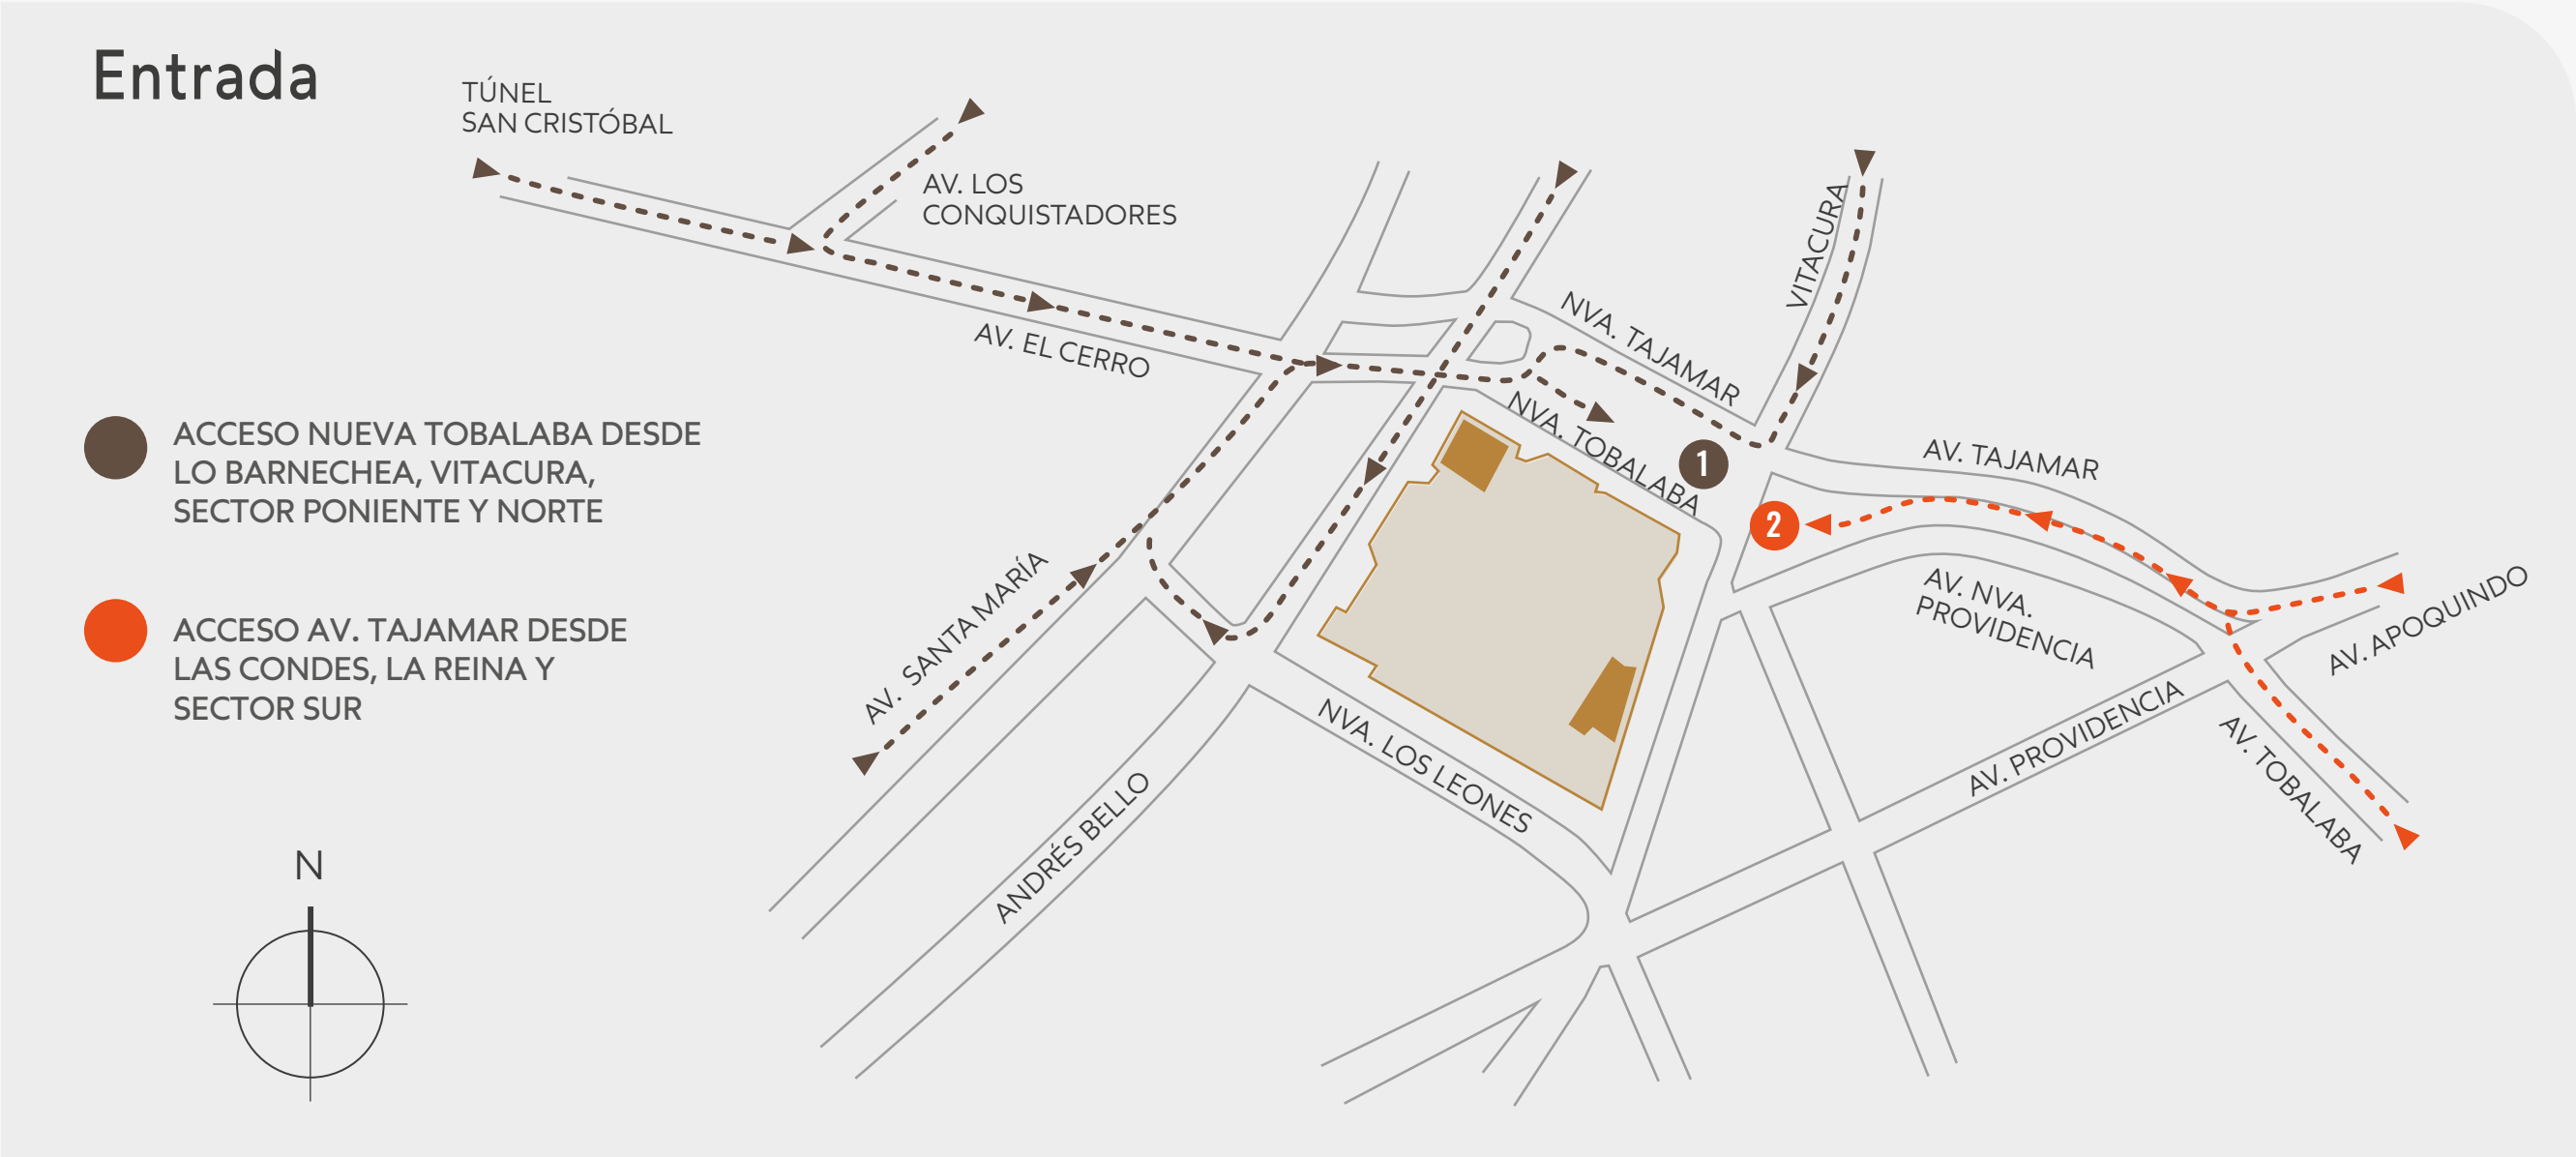 Entrada
TÚNEL
SAN CRISTÓBAL
AV. LOS
CONQUISTADORES
VITACURA
NVA. TAJAMAR
AV. EL CERRO
NVA. TOBALABA
ACCESO NUEVA TOBALABA DESDE
LO BARNECHEA, VITACURA,
SECTOR PONIENTE Y NORTE
1
AV. TAJAMAR
2
AV. SANTA MARÍA
AV. NVA.
PROVIDENCIA
AV. APOQUINDO
ACCESO AV. TAJAMAR DESDE
LAS CONDES, LA REINA Y
SECTOR SUR
NVA. LOS LEONES
AV. PROVIDENCIA
AV. TOBALABA
ANDRÉS BELLO
N